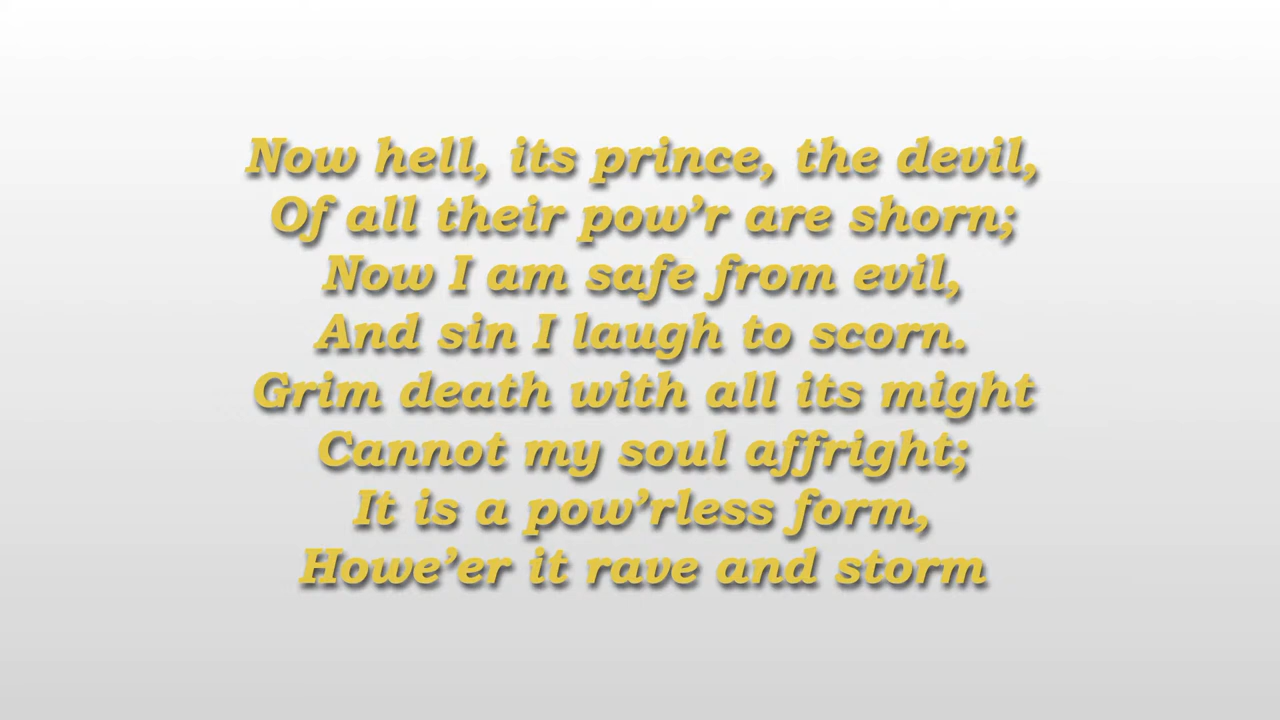 Now hell, its prince, the devil,
Of all their pow’r are shorn;
Now I am safe from evil,
And sin I laugh to scorn.
Grim death with all its might
Cannot my soul affright;
It is a pow’rless form,
Howe’er it rave and storm